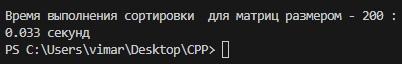 Время выполнения сортировки  для матриц размером - 200 :
0.033 секунд
PS C:\Users\vimar\Desktop\CPP>